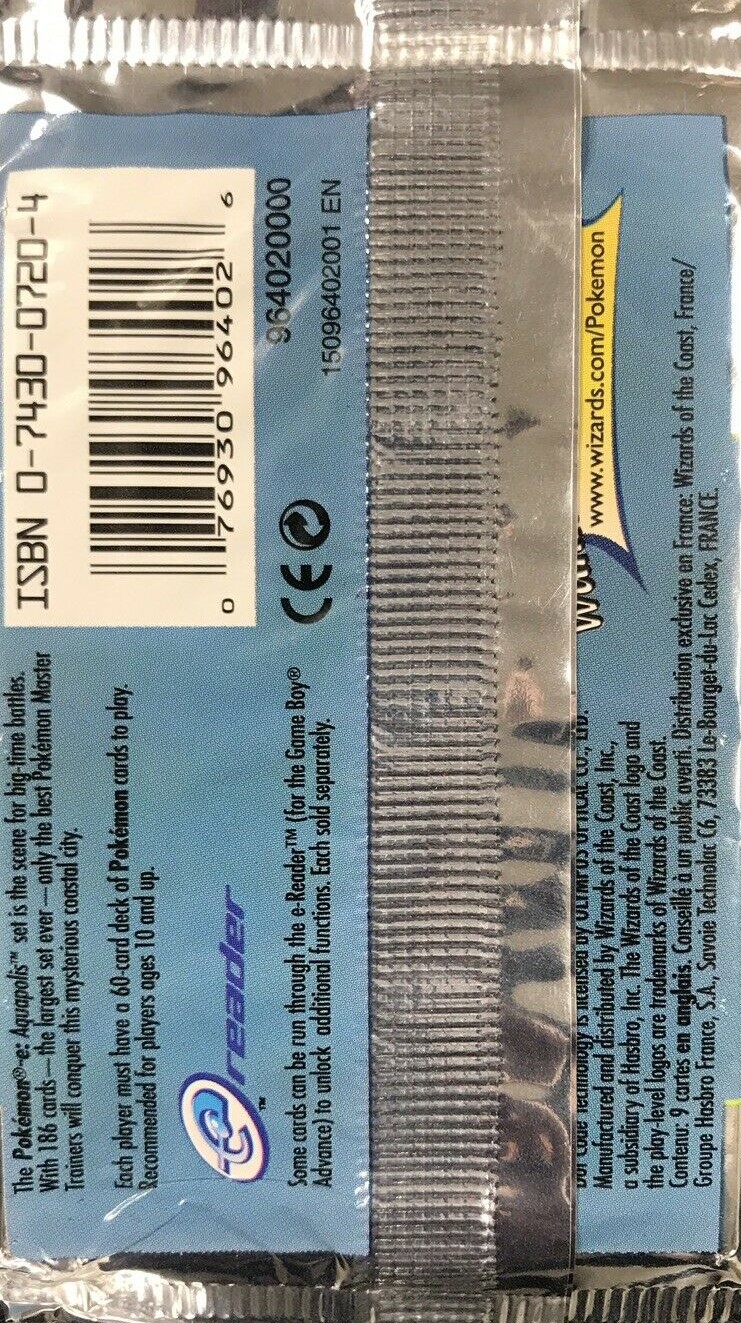 The Pokémon®-e: Aquapolis™ set is the scene for big-time battles.
With 186 cards—the largest set ever—only the best Pokémon Master
Trainers will conquer this mysterious coastal city.
Each player must have a 60-card deck of Pokémon cards to play.
Recommended for players ages 10 and up.
reader™
Some cards can be run through the e-Reader™ (for the Game Boy®
Advance) to unlock additional functions. Each sold separately.
ISBN 0-7430-0720-4
0 76930 96402 6
CE
964020000
15096402001 EN
is licensed by
Manufactured and distributed by Wizards of the Coast, Inc.,
a subsidiary of Hasbro, Inc. The Wizards of the Coast logo and
the play-level logos are trademarks of Wizards of the Coast.
Contenu: 9 cartes en anglais. Conseillé à un public averti. Distribution exclusive en France: Wizards of the Coast, France/
Groupe Hasbro France, S.A., Savoie Technolac C6, 73383 Le-Bourget-du-Lac Cedex, FRANCE.
www.wizards.com/Pokemon